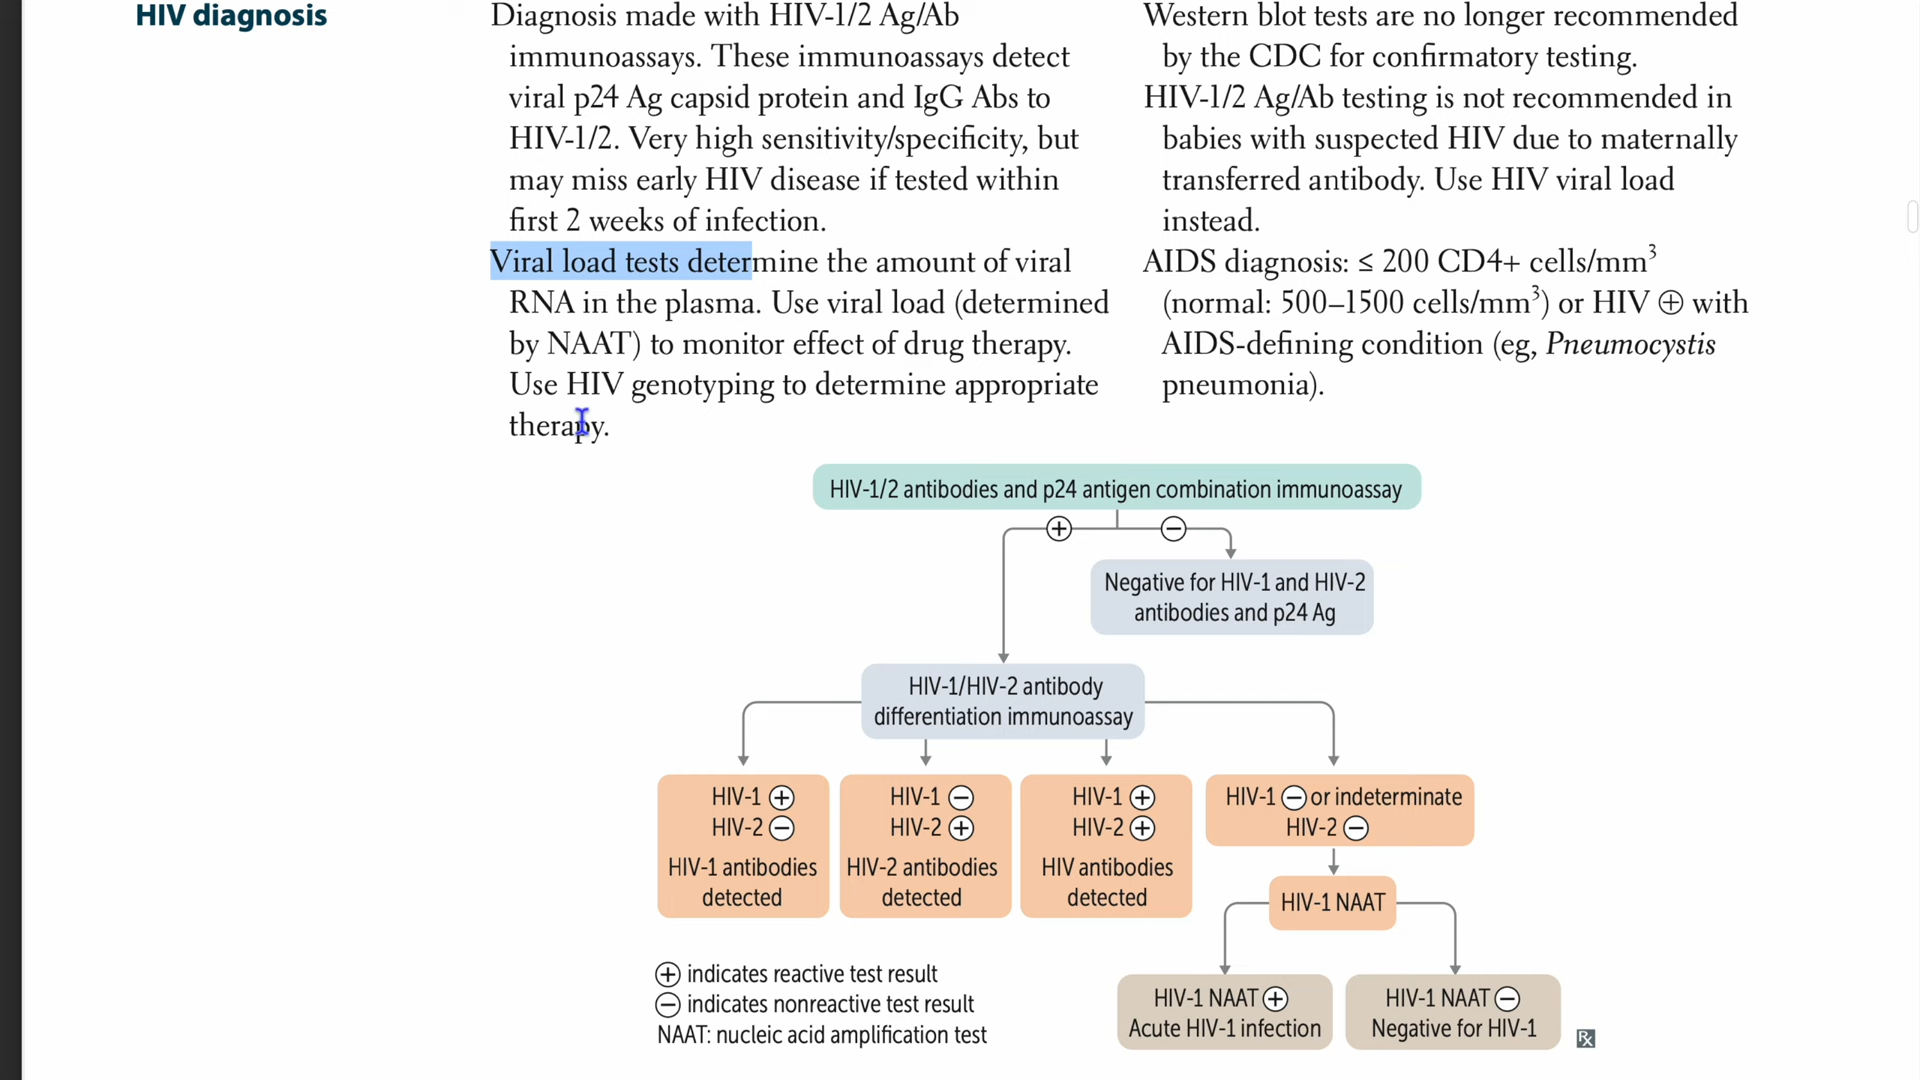 HIV diagnosis
Diagnosis made with HIV-1/2 Ag/Ab
immunoassays. These immunoassays detect
viral p24 Ag capsid protein and IgG Abs to
HIV-1/2. Very high sensitivity/specificity, but
may miss early HIV disease if tested within
first 2 weeks of infection.
Viral load tests determine the amount of viral
RNA in the plasma. Use viral load (determined
by NAAT) to monitor effect of drug therapy.
Use HIV genotyping to determine appropriate
therapy.
Western blot tests are no longer recommended
by the CDC for confirmatory testing.
HIV-1/2 Ag/Ab testing is not recommended in
babies with suspected HIV due to maternally
transferred antibody. Use HIV viral load
instead.
AIDS diagnosis: ≤ 200 CD4+ cells/mm³
(normal: 500–1500 cells/mm³) or HIV ⊕ with
AIDS-defining condition (eg, Pneumocystis
pneumonia).
HIV-1/2 antibodies and p24 antigen combination immunoassay
⊕ ⊖
Negative for HIV-1 and HIV-2
antibodies and p24 Ag
HIV-1/HIV-2 antibody
differentiation immunoassay
HIV-1 ⊕
HIV-2 ⊖
HIV-1 antibodies
detected
HIV-1 ⊖
HIV-2 ⊕
HIV-2 antibodies
detected
HIV-1 ⊕
HIV-2 ⊕
HIV antibodies
detected
HIV-1 ⊖ or indeterminate
HIV-2 ⊖
HIV-1 NAAT
HIV-1 NAAT ⊕
Acute HIV-1 infection
HIV-1 NAAT ⊖
Negative for HIV-1
⊕ indicates reactive test result
⊖ indicates nonreactive test result
NAAT: nucleic acid amplification test
℞